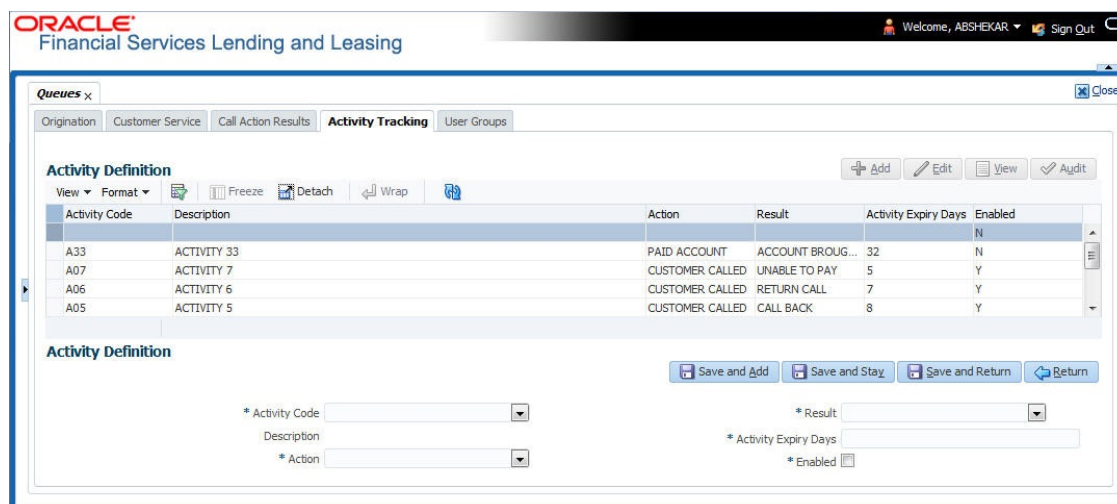 ORACLE®
Financial Services Lending and Leasing
Welcome, ABSHEKAR Sign Out
Queues x
Close
Origination Customer Service Call Action Results Activity Tracking User Groups
Activity Definition
Add Edit View Audit
View Format Freeze Detach Wrap
Activity Code Description Action Result Activity Expiry Days Enabled
N
A33 ACTIVITY 33 PAID ACCOUNT ACCOUNT BROUG... 32 N
A07 ACTIVITY 7 CUSTOMER CALLED UNABLE TO PAY 5 Y
A06 ACTIVITY 6 CUSTOMER CALLED RETURN CALL 7 Y
A05 ACTIVITY 5 CUSTOMER CALLED CALL BACK 8 Y
Activity Definition
Save and Add Save and Stay Save and Return Return
* Activity Code
Description
* Action
* Result
* Activity Expiry Days
* Enabled